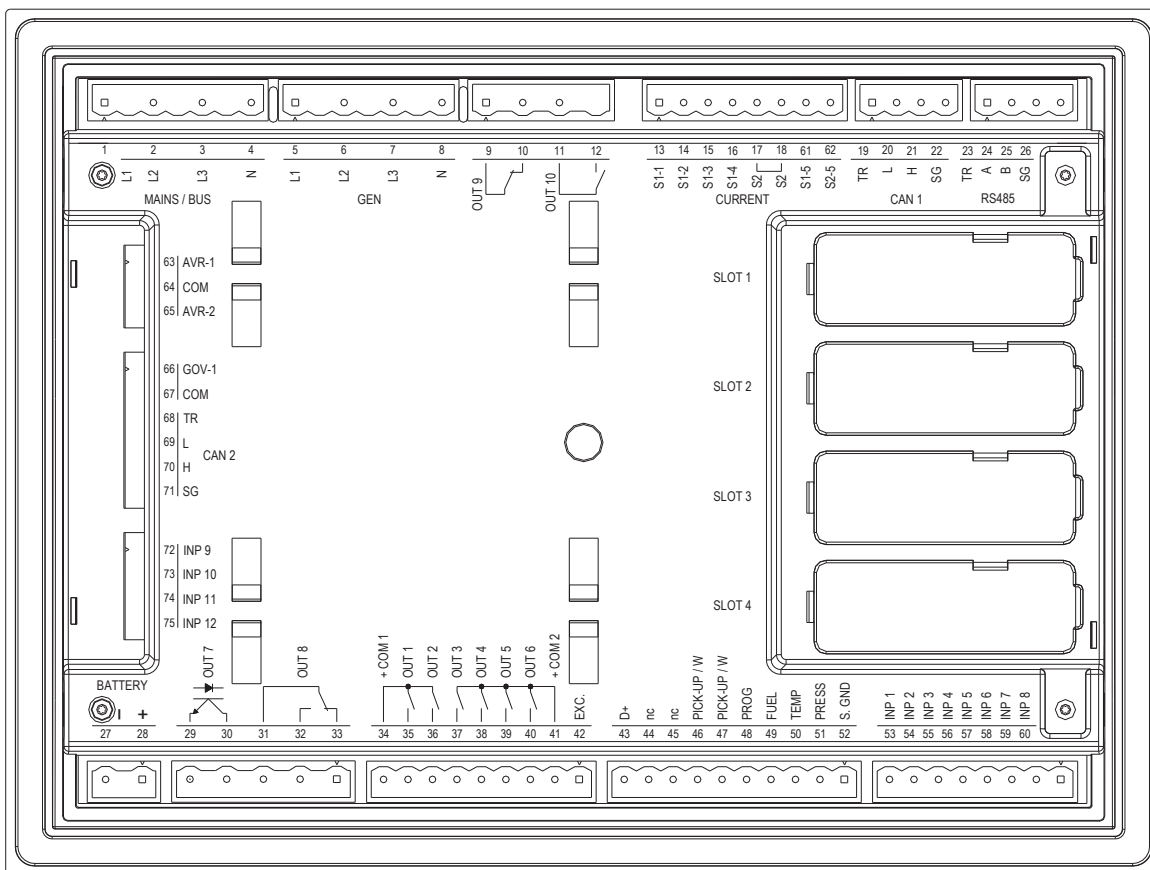 1 2 3 4 5 6 7 8 9 10 11 12 13 14 15 16 17 18 61 62 19 20 21 22 23 24 25 26
L1 L2 L3 N L1 L2 L3 N OUT 9 OUT 10 S1-1 S1-2 S1-3 S1-4 S2 S2 S1-5 S2-5 TR L H SG TR A B SG
MAINS / BUS GEN CURRENT CAN 1 RS485
63 AVR-1
64 COM
65 AVR-2
SLOT 1
66 GOV-1
67 COM
68 TR
69 L
CAN 2
70 H
71 SG
SLOT 2
SLOT 3
72 INP 9
73 INP 10
74 INP 11
75 INP 12
SLOT 4
BATTERY OUT 7 OUT 8 + COM 1 OUT 1 OUT 2 OUT 3 OUT 4 OUT 5 OUT 6 + COM 2 EXC. D+ nc nc PICK-UP / W PICK-UP / W PROG FUEL TEMP PRESS S. GND INP 1 INP 2 INP 3 INP 4 INP 5 INP 6 INP 7 INP 8
– +
27 28 29 30 31 32 33 34 35 36 37 38 39 40 41 42 43 44 45 46 47 48 49 50 51 52 53 54 55 56 57 58 59 60